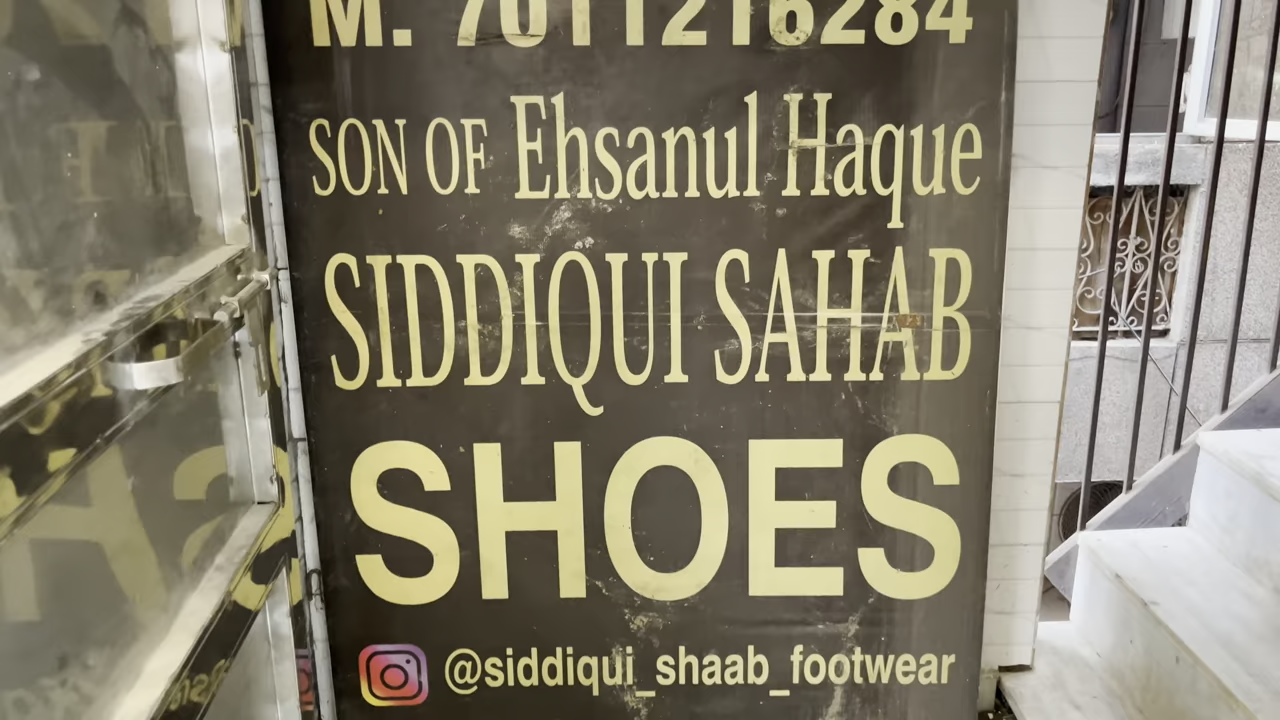 M. 7011216284
SON OF Ehsanul Haque
SIDDIQUI SAHAB
SHOES
@siddiqui_shaab_footwear